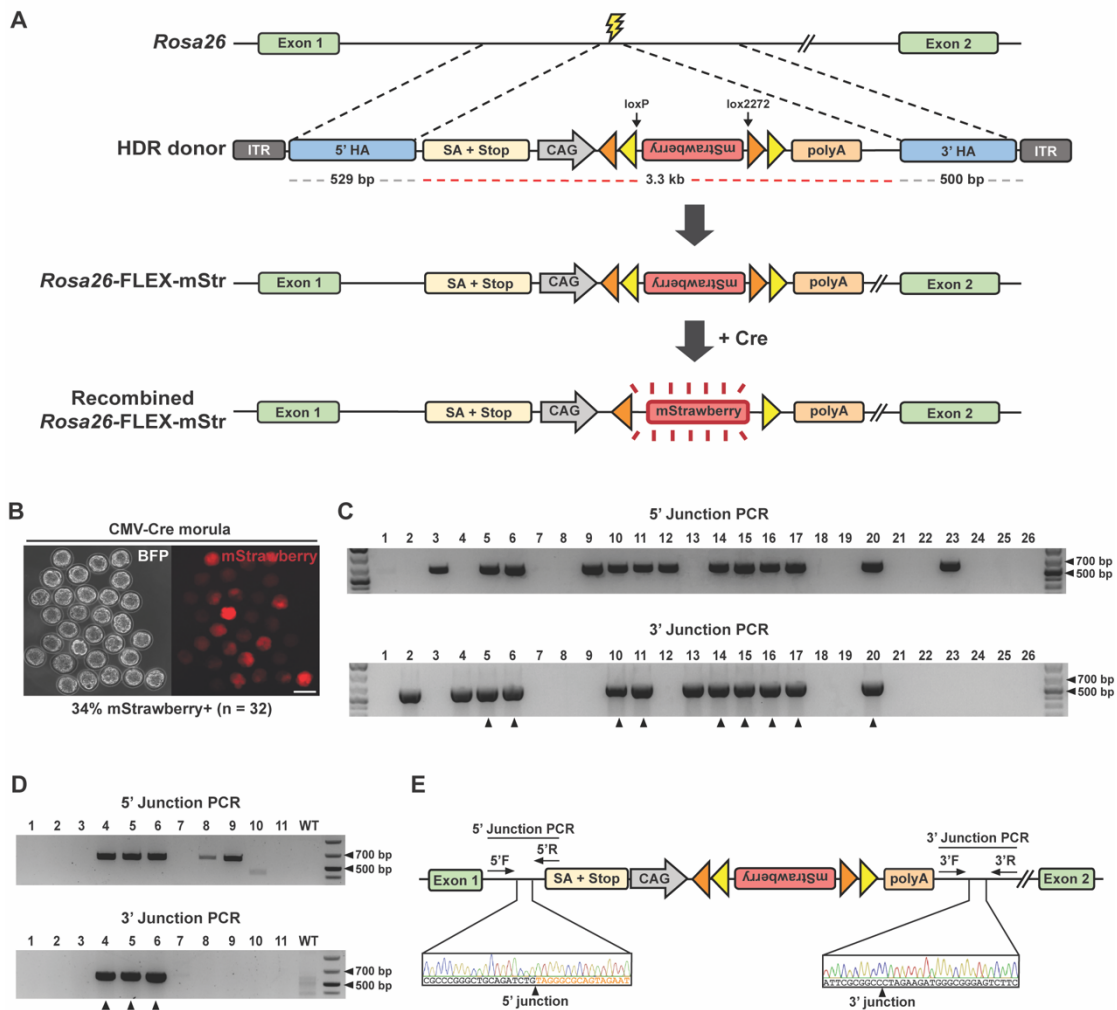 A
Rosa26
Exon 1
Exon 2
loxP
lox2272
HDR donor
ITR
5' HA
SA + Stop
CAG
mStrawberry
polyA
3' HA
ITR
529 bp
3.3 kb
500 bp
Rosa26-FLEX-mStr
Exon 1
SA + Stop
CAG
mStrawberry
polyA
Exon 2
+ Cre
Recombined
Rosa26-FLEX-mStr
Exon 1
SA + Stop
CAG
mStrawberry
polyA
Exon 2
B
CMV-Cre morula
BFP
mStrawberry
34% mStrawberry+ (n = 32)
C
5' Junction PCR
1 2 3 4 5 6 7 8 9 10 11 12 13 14 15 16 17 18 19 20 21 22 23 24 25 26
700 bp
500 bp
3' Junction PCR
1 2 3 4 5 6 7 8 9 10 11 12 13 14 15 16 17 18 19 20 21 22 23 24 25 26
700 bp
500 bp
D
5' Junction PCR
1 2 3 4 5 6 7 8 9 10 11 WT
700 bp
500 bp
3' Junction PCR
1 2 3 4 5 6 7 8 9 10 11 WT
700 bp
500 bp
E
5' Junction PCR
5'F
5'R
3' Junction PCR
3'F
3'R
Exon 1
SA + Stop
CAG
mStrawberry
polyA
Exon 2
CGCCCGGGCTGCAGATCTGTAGGGCGCAGTAGAAT
5' junction
ATTCGCGGCCCTAGAAGATGGGCGGGAGTCTTC
3' junction